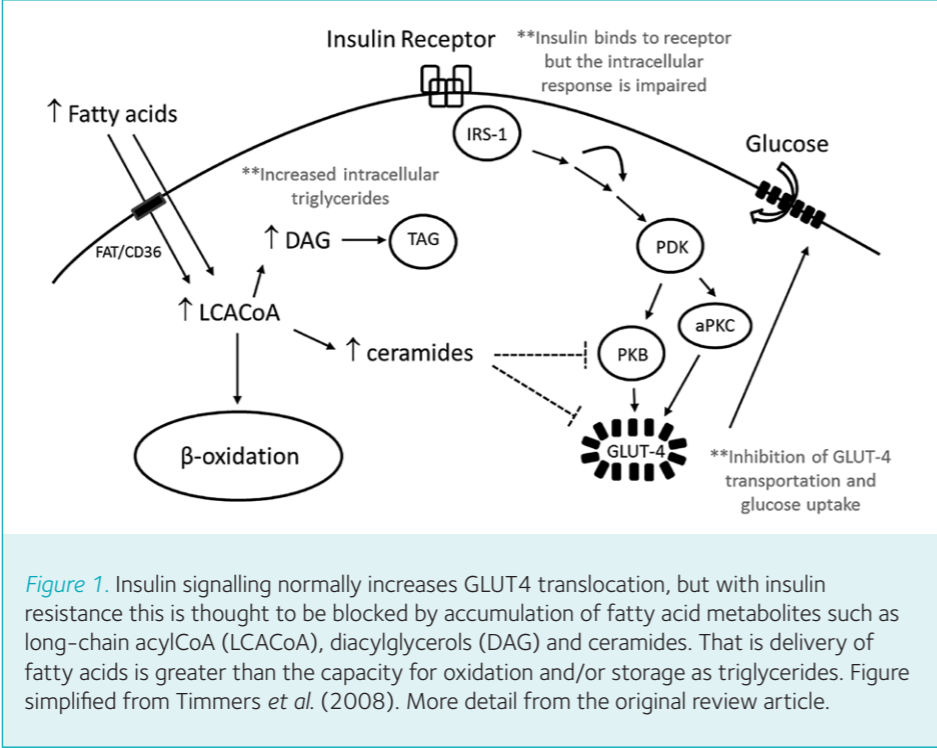 Insulin Receptor
**Insulin binds to receptor
but the intracellular
response is impaired
↑ Fatty acids
IRS-1
Glucose
**Increased intracellular
triglycerides
FAT/CD36
↑ DAG
TAG
PDK
↑ LCACoA
aPKC
↑ ceramides
PKB
β-oxidation
GLUT-4
**Inhibition of GLUT-4
transportation and
glucose uptake
Figure 1. Insulin signalling normally increases GLUT4 translocation, but with insulin
resistance this is thought to be blocked by accumulation of fatty acid metabolites such as
long-chain acylCoA (LCACoA), diacylglycerols (DAG) and ceramides. That is delivery of
fatty acids is greater than the capacity for oxidation and/or storage as triglycerides. Figure
simplified from Timmers et al. (2008). More detail from the original review article.